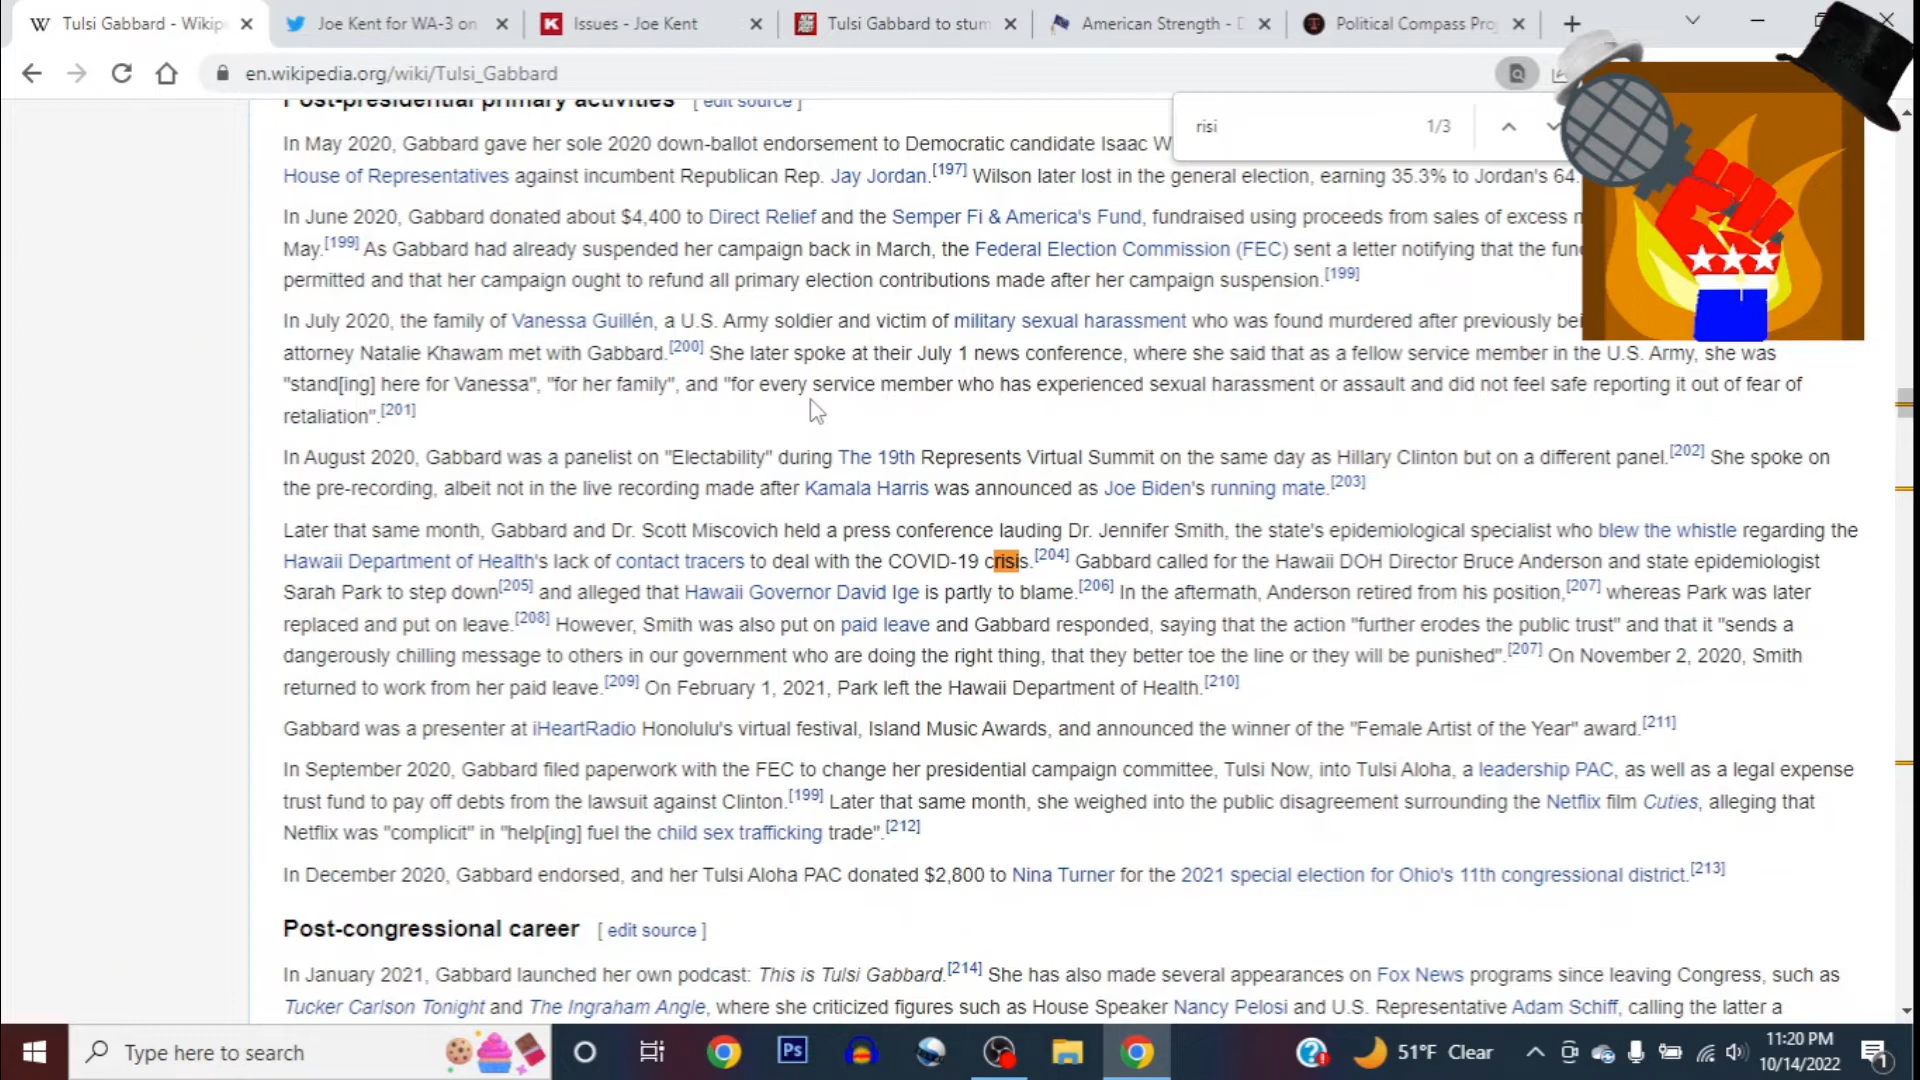 Tulsi Gabbard - Wikip
Joe Kent for WA-3 on
Issues - Joe Kent
Tulsi Gabbard to stum
American Strength - D
Political Compass Pro
en.wikipedia.org/wiki/Tulsi_Gabbard
risi
1/3
Post-presidential primary activities [ edit source ]
In May 2020, Gabbard gave her sole 2020 down-ballot endorsement to Democratic candidate Isaac W
House of Representatives against incumbent Republican Rep. Jay Jordan.[197] Wilson later lost in the general election, earning 35.3% to Jordan's 64.
In June 2020, Gabbard donated about $4,400 to Direct Relief and the Semper Fi & America's Fund, fundraised using proceeds from sales of excess m
May.[199] As Gabbard had already suspended her campaign back in March, the Federal Election Commission (FEC) sent a letter notifying that the fun
permitted and that her campaign ought to refund all primary election contributions made after her campaign suspension.[199]
In July 2020, the family of Vanessa Guillén, a U.S. Army soldier and victim of military sexual harassment who was found murdered after previously bei
attorney Natalie Khawam met with Gabbard.[200] She later spoke at their July 1 news conference, where she said that as a fellow service member in the U.S. Army, she was
"stand[ing] here for Vanessa", "for her family", and "for every service member who has experienced sexual harassment or assault and did not feel safe reporting it out of fear of
retaliation".[201]
In August 2020, Gabbard was a panelist on "Electability" during The 19th Represents Virtual Summit on the same day as Hillary Clinton but on a different panel.[202] She spoke on
the pre-recording, albeit not in the live recording made after Kamala Harris was announced as Joe Biden's running mate.[203]
Later that same month, Gabbard and Dr. Scott Miscovich held a press conference lauding Dr. Jennifer Smith, the state's epidemiological specialist who blew the whistle regarding the
Hawaii Department of Health's lack of contact tracers to deal with the COVID-19 crisis.[204] Gabbard called for the Hawaii DOH Director Bruce Anderson and state epidemiologist
Sarah Park to step down[205] and alleged that Hawaii Governor David Ige is partly to blame.[206] In the aftermath, Anderson retired from his position,[207] whereas Park was later
replaced and put on leave.[208] However, Smith was also put on paid leave and Gabbard responded, saying that the action "further erodes the public trust" and that it "sends a
dangerously chilling message to others in our government who are doing the right thing, that they better toe the line or they will be punished".[207] On November 2, 2020, Smith
returned to work from her paid leave.[209] On February 1, 2021, Park left the Hawaii Department of Health.[210]
Gabbard was a presenter at iHeartRadio Honolulu's virtual festival, Island Music Awards, and announced the winner of the "Female Artist of the Year" award.[211]
In September 2020, Gabbard filed paperwork with the FEC to change her presidential campaign committee, Tulsi Now, into Tulsi Aloha, a leadership PAC, as well as a legal expense
trust fund to pay off debts from the lawsuit against Clinton.[199] Later that same month, she weighed into the public disagreement surrounding the Netflix film Cuties, alleging that
Netflix was "complicit" in "help[ing] fuel the child sex trafficking trade".[212]
In December 2020, Gabbard endorsed, and her Tulsi Aloha PAC donated $2,800 to Nina Turner for the 2021 special election for Ohio's 11th congressional district.[213]
Post-congressional career [ edit source ]
In January 2021, Gabbard launched her own podcast: This is Tulsi Gabbard.[214] She has also made several appearances on Fox News programs since leaving Congress, such as
Tucker Carlson Tonight and The Ingraham Angle, where she criticized figures such as House Speaker Nancy Pelosi and U.S. Representative Adam Schiff, calling the latter a
Type here to search
Ps
51°F Clear
11:20 PM
10/14/2022
1